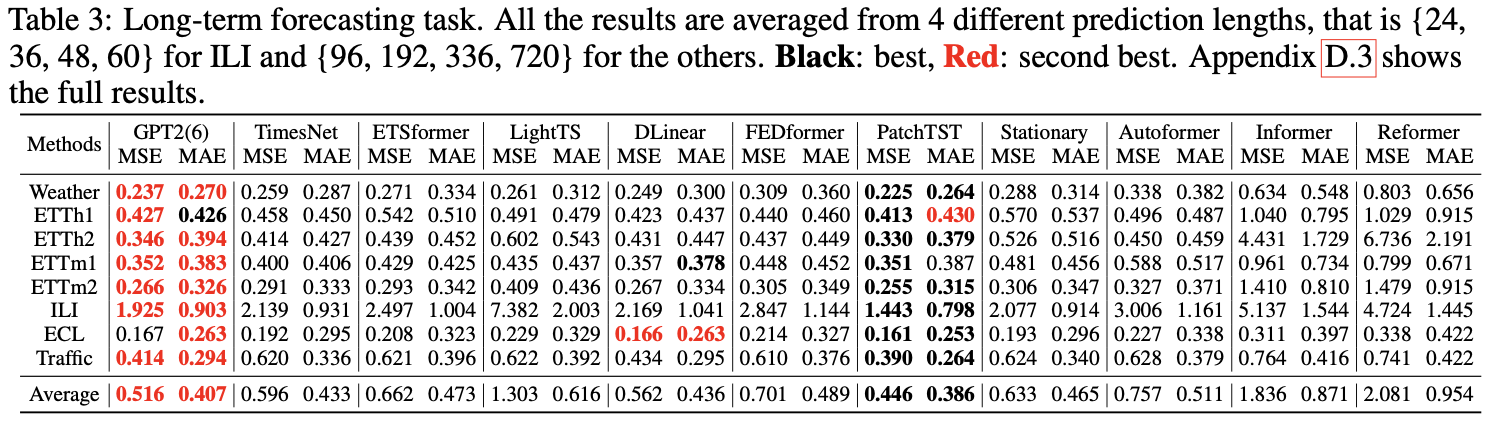 Table 3: Long-term forecasting task. All the results are averaged from 4 different prediction lengths, that is {24,
36, 48, 60} for ILI and {96, 192, 336, 720} for the others. Black: best, Red: second best. Appendix D.3 shows
the full results.
Methods GPT2(6) TimesNet ETSformer LightTS DLinear FEDformer PatchTST Stationary Autoformer Informer Reformer
MSE MAE MSE MAE MSE MAE MSE MAE MSE MAE MSE MAE MSE MAE MSE MAE MSE MAE MSE MAE MSE MAE
Weather 0.237 0.270 0.259 0.287 0.271 0.334 0.261 0.312 0.249 0.300 0.309 0.360 0.225 0.264 0.288 0.314 0.338 0.382 0.634 0.548 0.803 0.656
ETTh1 0.427 0.426 0.458 0.450 0.542 0.510 0.491 0.479 0.423 0.437 0.440 0.460 0.413 0.430 0.570 0.537 0.496 0.487 1.040 0.795 1.029 0.915
ETTh2 0.346 0.394 0.414 0.427 0.439 0.452 0.602 0.543 0.431 0.447 0.437 0.449 0.330 0.379 0.526 0.516 0.450 0.459 4.431 1.729 6.736 2.191
ETTm1 0.352 0.383 0.400 0.406 0.429 0.425 0.435 0.437 0.357 0.378 0.448 0.452 0.351 0.387 0.481 0.456 0.588 0.517 0.961 0.734 0.799 0.671
ETTm2 0.266 0.326 0.291 0.333 0.293 0.342 0.409 0.436 0.267 0.334 0.305 0.349 0.255 0.315 0.306 0.347 0.327 0.371 1.410 0.810 1.479 0.915
ILI 1.925 0.903 2.139 0.931 2.497 1.004 7.382 2.003 2.169 1.041 2.847 1.144 1.443 0.798 2.077 0.914 3.006 1.161 5.137 1.544 4.724 1.445
ECL 0.167 0.263 0.192 0.295 0.208 0.323 0.229 0.329 0.166 0.263 0.214 0.327 0.161 0.253 0.193 0.296 0.227 0.338 0.311 0.397 0.338 0.422
Traffic 0.414 0.294 0.620 0.336 0.621 0.396 0.622 0.392 0.434 0.295 0.610 0.376 0.390 0.264 0.624 0.340 0.628 0.379 0.764 0.416 0.741 0.422
Average 0.516 0.407 0.596 0.433 0.662 0.473 1.303 0.616 0.562 0.436 0.701 0.489 0.446 0.386 0.633 0.465 0.757 0.511 1.836 0.871 2.081 0.954